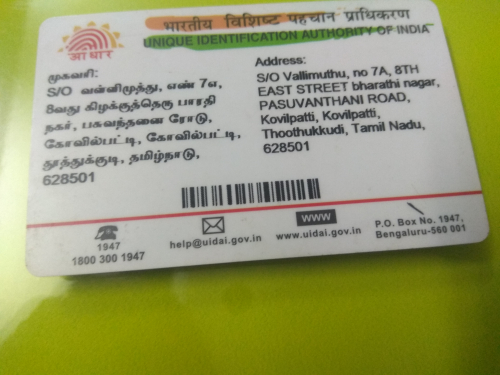 भारतीय विशिष्ट पहचान प्राधिकरण
UNIQUE IDENTIFICATION AUTHORITY OF INDIA
आधार
முகவரி:
S/O வள்ளிமுத்து, எண் 7எ,
8வது கிழக்குத்தெரு பாரதி
நகர், பசுவந்தனை ரோடு,
கோவில்பட்டி, கோவில்பட்டி,
தூத்துக்குடி, தமிழ்நாடு,
628501
Address:
S/O Vallimuthu, no 7A, 8TH
EAST STREET bharathi nagar,
PASUVANTHANI ROAD,
Kovilpatti, Kovilpatti,
Thoothukkudi, Tamil Nadu,
628501
1947
1800 300 1947
help@uidai.gov.in
www
www.uidai.gov.in
P.O. Box No. 1947,
Bengaluru-560 001